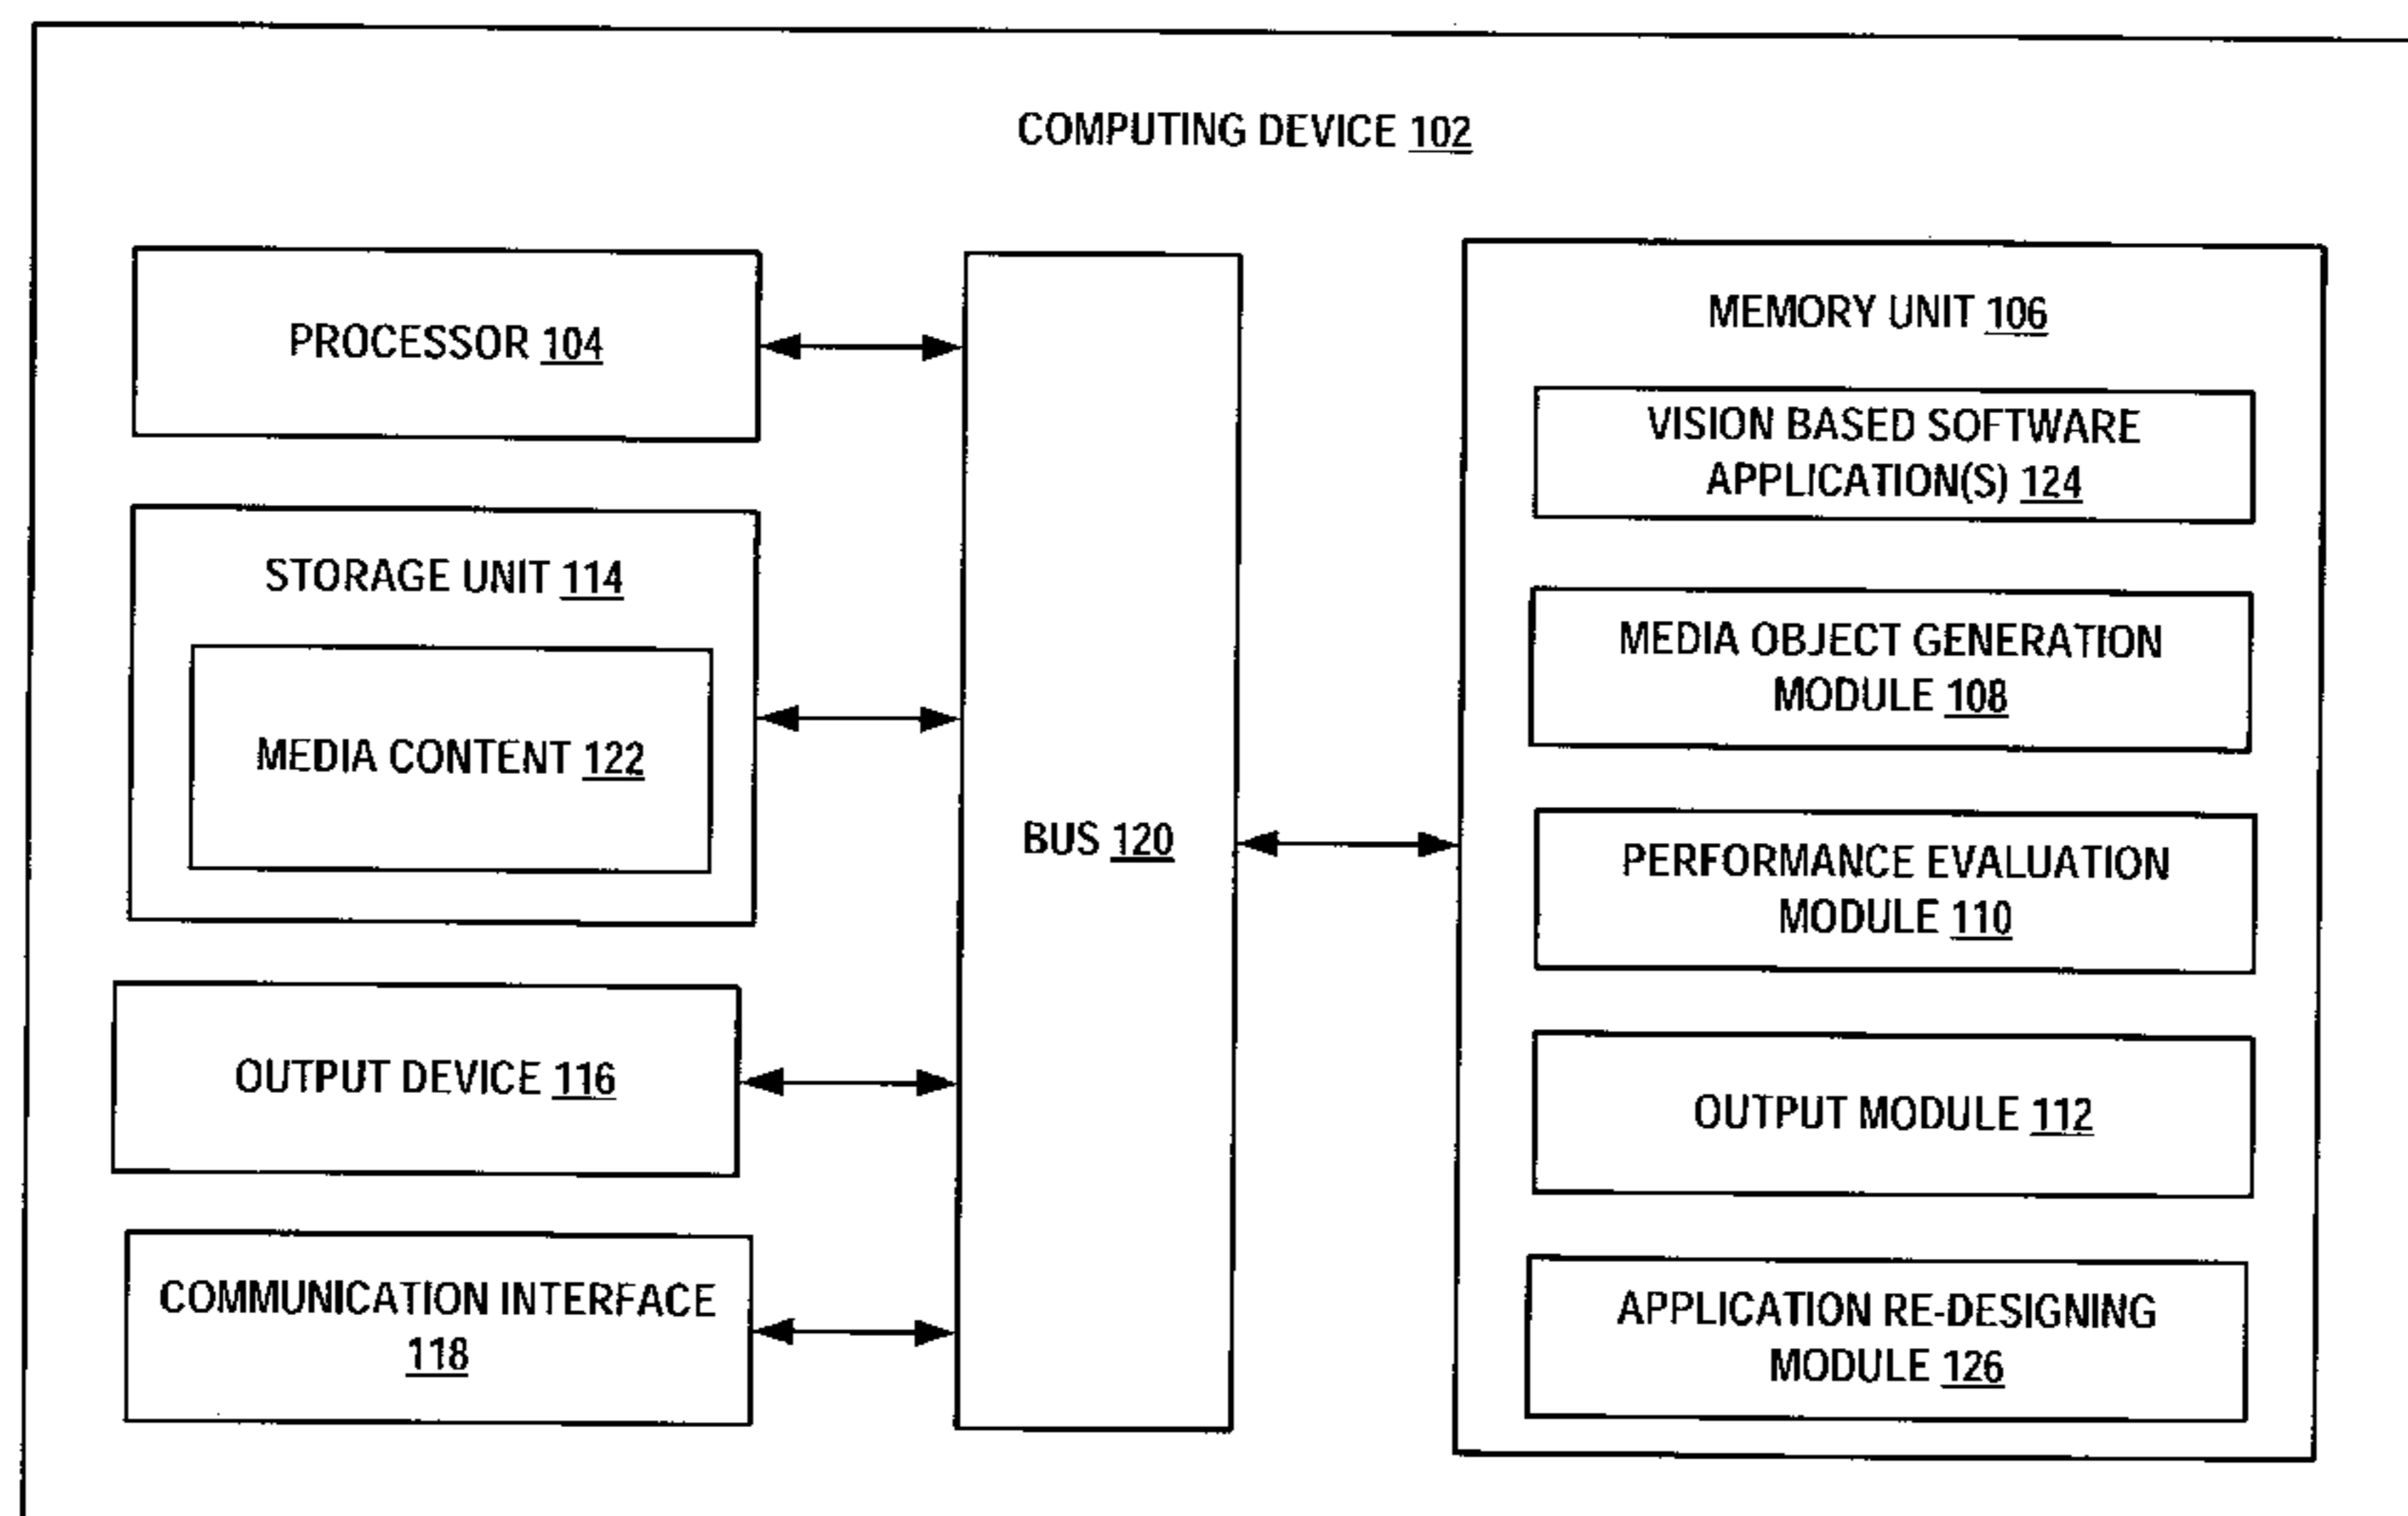 COMPUTING DEVICE 102
PROCESSOR 104
STORAGE UNIT 114
MEDIA CONTENT 122
OUTPUT DEVICE 116
COMMUNICATION INTERFACE
118
BUS 120
MEMORY UNIT 106
VISION BASED SOFTWARE
APPLICATION(S) 124
MEDIA OBJECT GENERATION
MODULE 108
PERFORMANCE EVALUATION
MODULE 110
OUTPUT MODULE 112
APPLICATION RE-DESIGNING
MODULE 126